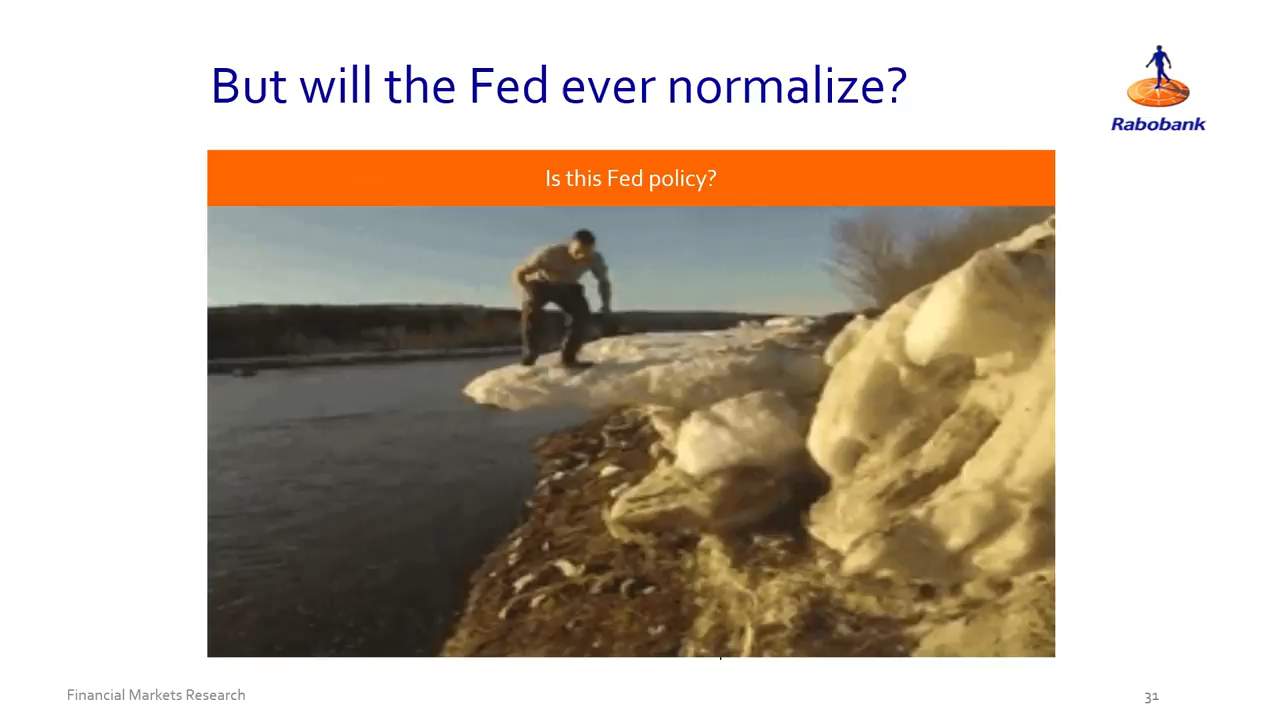 But will the Fed ever normalize?
Rabobank
Is this Fed policy?
Financial Markets Research
31